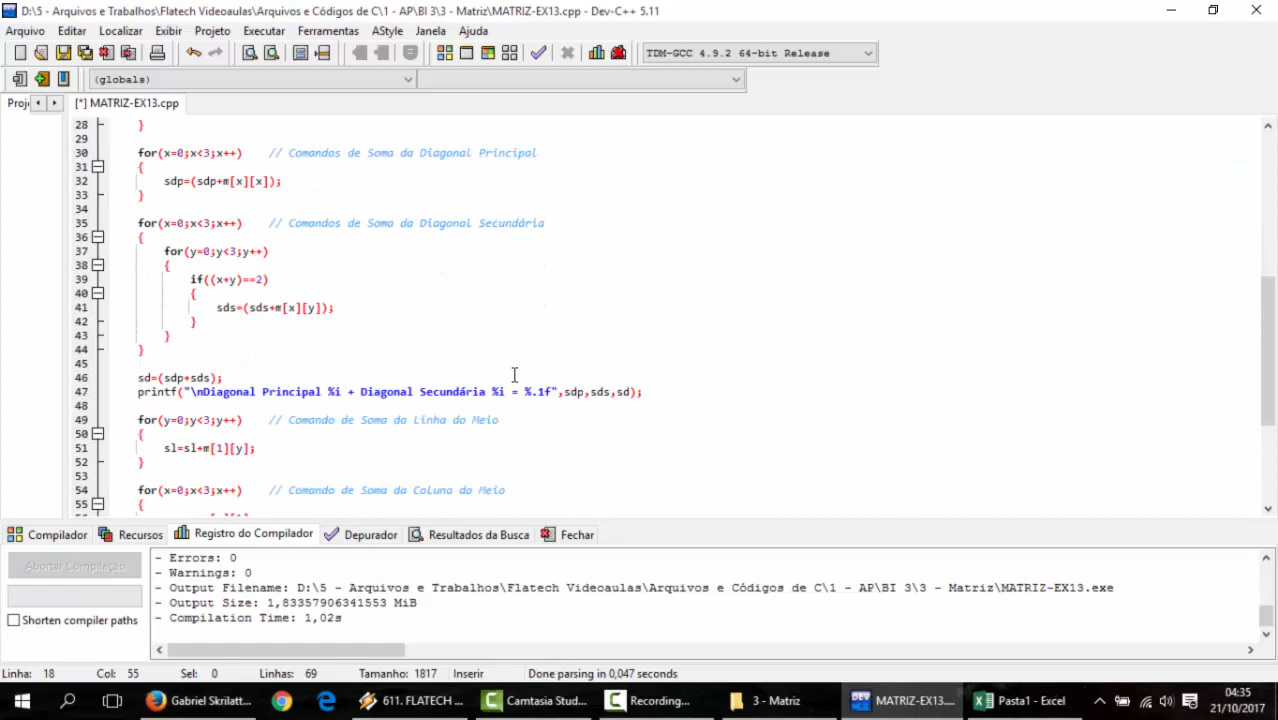 D:\5 - Arquivos e Trabalhos\Flatech Videoaulas\Arquivos e Códigos de C\1 - AP\BI 3\3 - Matriz\MATRIZ-EX13.cpp - Dev-C++ 5.11
Arquivo Editar Localizar Exibir Projeto Executar Ferramentas AStyle Janela Ajuda
TDM-GCC 4.9.2 64-bit Release
(globals)
Proje [*] MATRIZ-EX13.cpp
28 }
29
30 for(x=0;x<3;x++) // Comandos de Soma da Diagonal Principal
31 {
32 sdp=(sdp+m[x][x]);
33 }
34
35 for(x=0;x<3;x++) // Comandos de Soma da Diagonal Secundária
36 {
37 for(y=0;y<3;y++)
38 {
39 if((x+y)==2)
40 {
41 sds=(sds+m[x][y]);
42 }
43 }
44 }
45
46 sd=(sdp+sds);
47 printf("\nDiagonal Principal %i + Diagonal Secundária %i = %.1f",sdp,sds,sd);
48
49 for(y=0;y<3;y++) // Comando de Soma da Linha do Meio
50 {
51 sl=sl+m[1][y];
52 }
53
54 for(x=0;x<3;x++) // Comando de Soma da Coluna do Meio
55 {
Compilador Recursos Registro do Compilador Depurador Resultados da Busca Fechar
Abortar Compilação
Shorten compiler paths
- Errors: 0
- Warnings: 0
- Output Filename: D:\5 - Arquivos e Trabalhos\Flatech Videoaulas\Arquivos e Códigos de C\1 - AP\BI 3\3 - Matriz\MATRIZ-EX13.exe
- Output Size: 1,83357906341553 MiB
- Compilation Time: 1,02s
Linha: 18 Col: 55 Sel: 0 Linhas: 69 Tamanho: 1817 Inserir Done parsing in 0,047 seconds
Gabriel Skrilatt... 611. FLATECH ... Camtasia Stud... Recording... 3 - Matriz DEV MATRIZ-EX13.... Pasta1 - Excel 04:35
21/10/2017